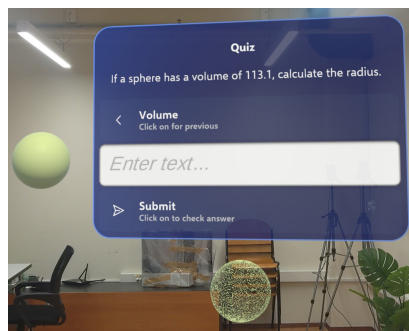 Quiz
If a sphere has a volume of 113.1, calculate the radius.
Volume
Click on for previous
Enter text...
Submit
Click on to check answer